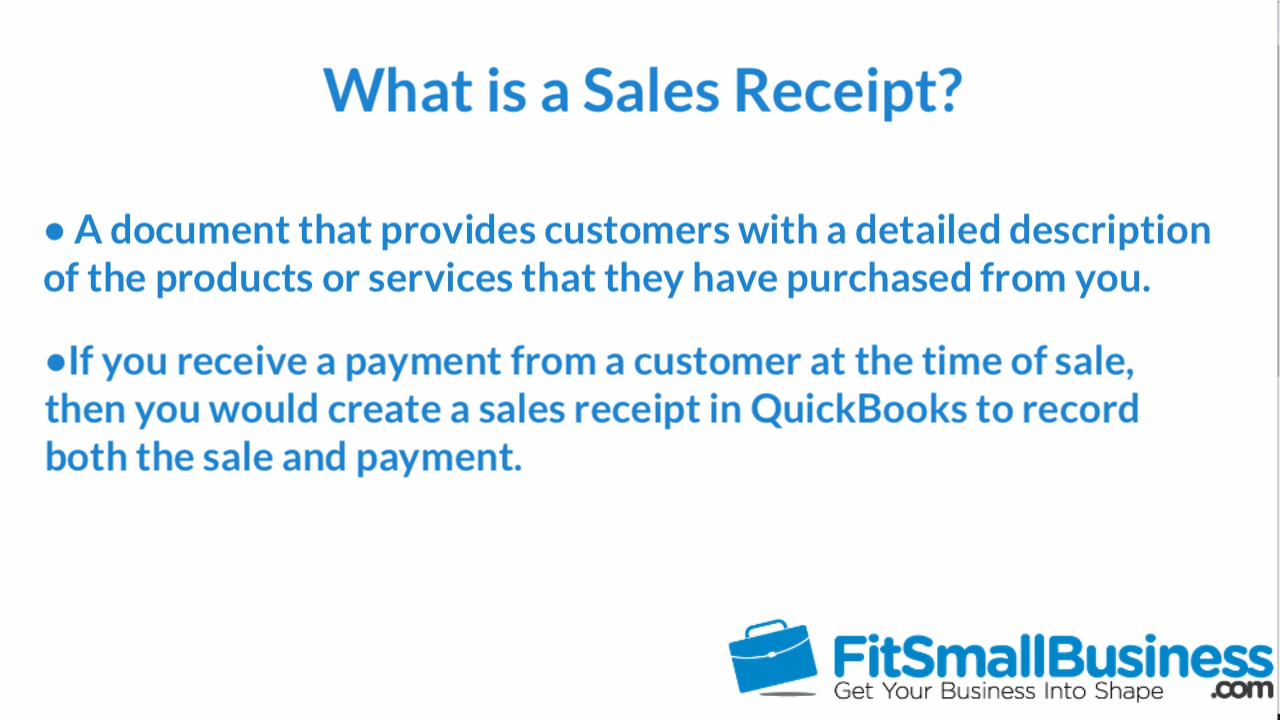 What is a Sales Receipt?
● A document that provides customers with a detailed description
of the products or services that they have purchased from you.
●If you receive a payment from a customer at the time of sale,
then you would create a sales receipt in QuickBooks to record
both the sale and payment.
FitSmallBusiness
Get Your Business Into Shape .com